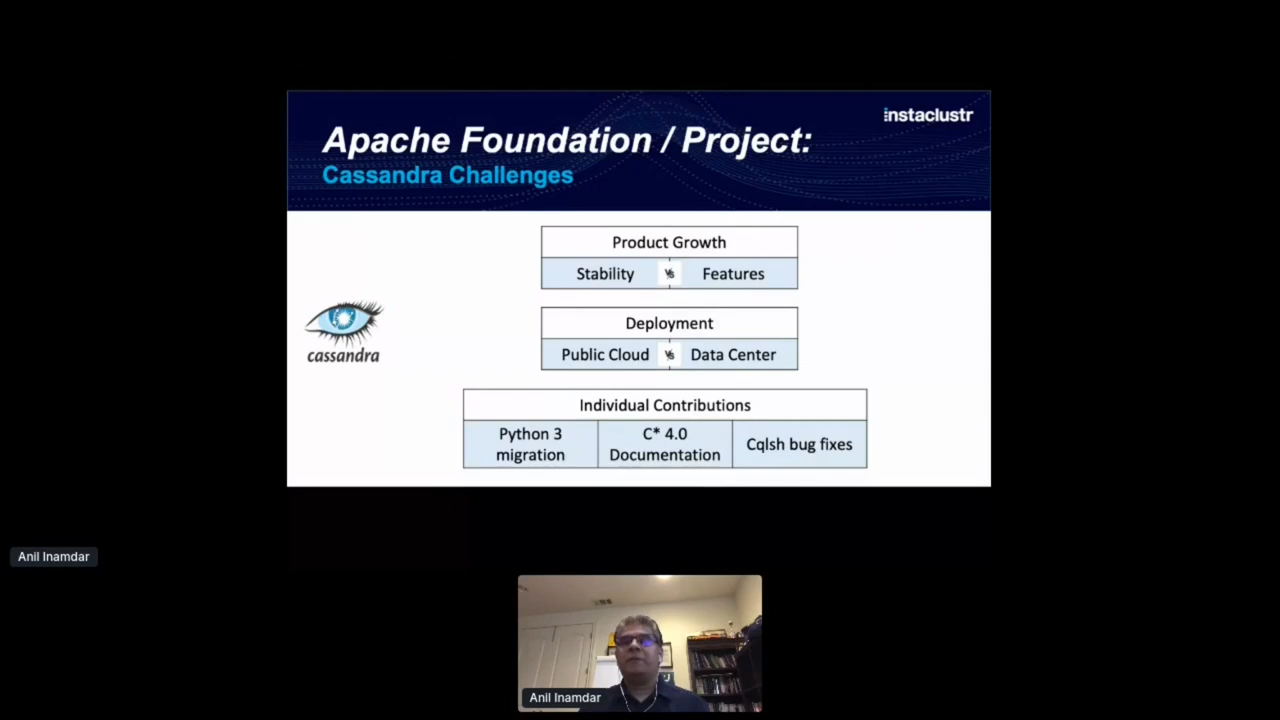 instaclustr
Apache Foundation / Project:
Cassandra Challenges
Product Growth
Stability Vs Features
Deployment
Public Cloud Vs Data Center
cassandra
Individual Contributions
Python 3
migration
C* 4.0
Documentation
Cqlsh bug fixes
Anil Inamdar
Anil Inamdar